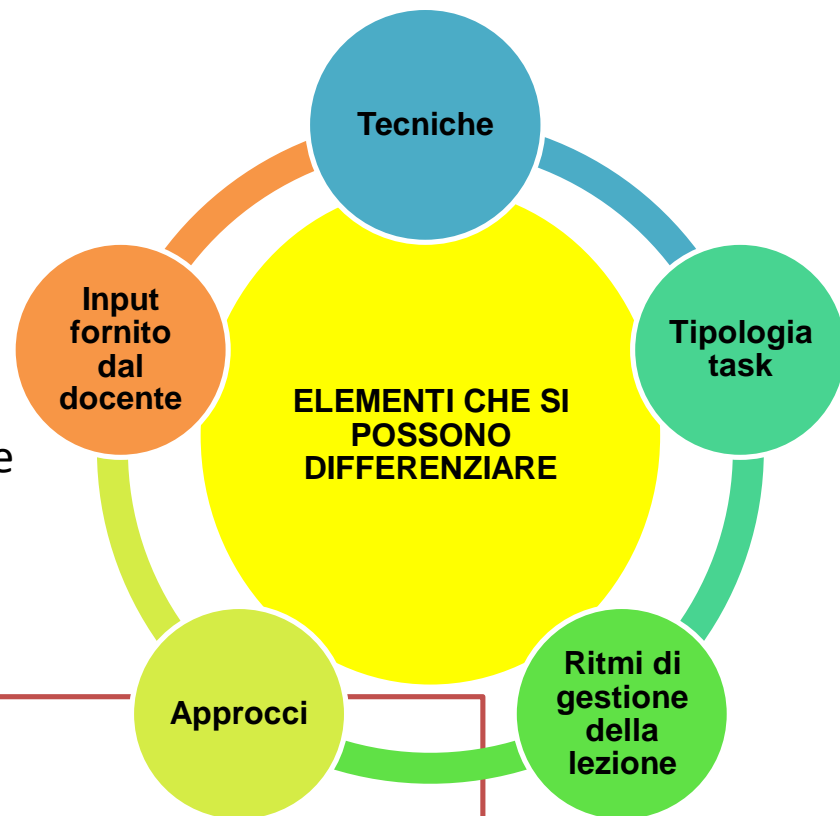 Tecniche
Tipologia
task
Ritmi di
gestione
della
lezione
Approcci
Input
fornito
dal
docente
ELEMENTI CHE SI
POSSONO
DIFFERENZIARE
e